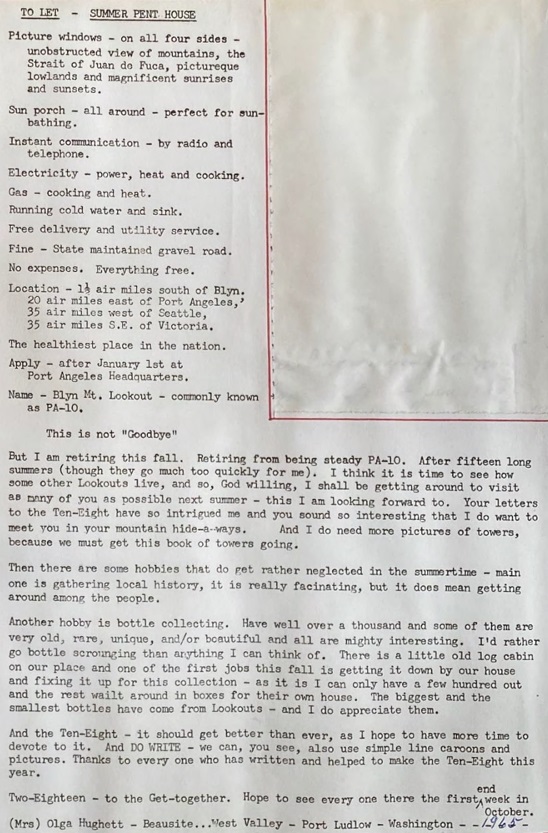 TO LET - SUMMER PENT HOUSE
Picture windows - on all four sides -
unobstructed view of mountains, the
Strait of Juan de Fuca, pictureque
lowlands and magnificent sunrises
and sunsets.
Sun porch - all around - perfect for sun-
bathing.
Instant communication - by radio and
telephone.
Electricity - power, heat and cooking.
Gas - cooking and heat.
Running cold water and sink.
Free delivery and utility service.
Fine - State maintained gravel road.
No expenses. Everything free.
Location - 1½ air miles south of Blyn.
20 air miles east of Port Angeles,
35 air miles west of Seattle,
35 air miles S.E. of Victoria.
The healthiest place in the nation.
Apply - after January 1st at
Port Angeles Headquarters.
Name - Blyn Mt. Lookout - commonly known
as PA-10.
This is not "Goodbye"
But I am retiring this fall. Retiring from being steady PA-10. After fifteen long
summers (though they go much too quickly for me). I think it is time to see how
some other Lookouts live, and so, God willing, I shall be getting around to visit
as many of you as possible next summer - this I am looking forward to. Your letters
to the Ten-Eight have so intrigued me and you sound so interesting that I do want to
meet you in your mountain hide-a-ways. And I do need more pictures of towers,
because we must get this book of towers going.
Then there are some hobbies that do get rather neglected in the summertime - main
one is gathering local history, it is really facinating, but it does mean getting
around among the people.
Another hobby is bottle collecting. Have well over a thousand and some of them are
very old, rare, unique, and/or beautiful and all are mighty interesting. I'd rather
go bottle scrounging than anything I can think of. There is a little old log cabin
on our place and one of the first jobs this fall is getting it down by our house
and fixing it up for this collection - as it is I can only have a few hundred out
and the rest wailt around in boxes for their own house. The biggest and the
smallest bottles have come from Lookouts - and I do appreciate them.
And the Ten-Eight - it should get better than ever, as I hope to have more time to
devote to it. And DO WRITE - we can, you see, also use simple line caroons and
pictures. Thanks to every one who has written and helped to make the Ten-Eight this
year.
end
Two-Eighteen - to the Get-together. Hope to see every one there the first week in
October.
(Mrs) Olga Hughett - Beausite...West Valley - Port Ludlow - Washington - -1965-